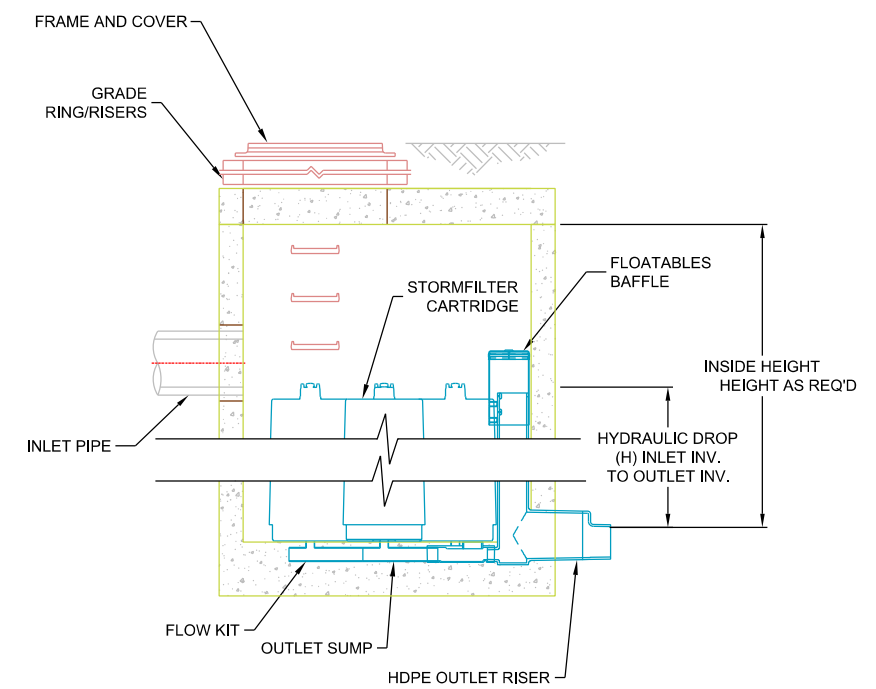 FRAME AND COVER
GRADE
RING/RISERS
STORMFILTER
CARTRIDGE
FLOATABLES
BAFFLE
INSIDE HEIGHT
HEIGHT AS REQ'D
HYDRAULIC DROP
(H) INLET INV.
TO OUTLET INV.
INLET PIPE
FLOW KIT
OUTLET SUMP
HDPE OUTLET RISER